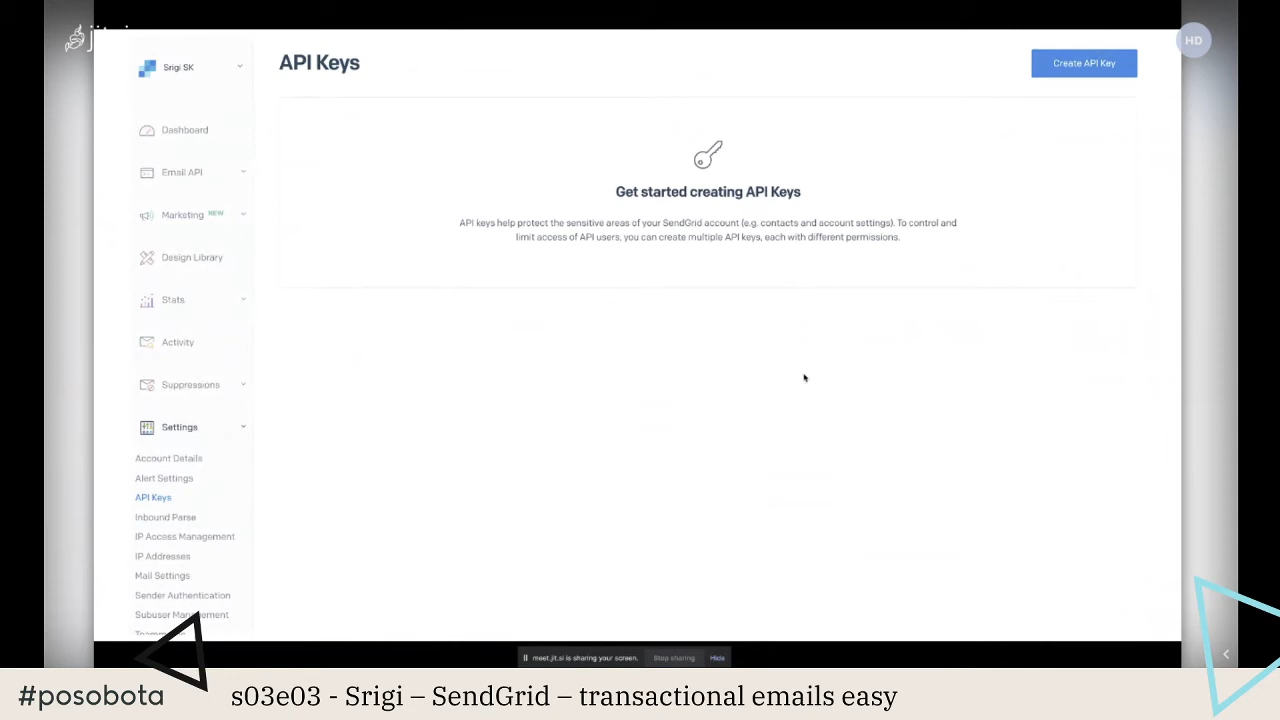 HD
Srigi SK
API Keys
Create API Key
Dashboard
Email API
Marketing NEW
Design Library
Stats
Activity
Suppressions
Settings
Account Details
Alert Settings
API Keys
Inbound Parse
IP Access Management
IP Addresses
Mail Settings
Sender Authentication
Subuser Management
Get started creating API Keys
API keys help protect the sensitive areas of your SendGrid account (e.g. contacts and account settings). To control and
limit access of API users, you can create multiple API keys, each with different permissions.
meet.jit.si is sharing your screen.
Stop sharing
Hide
#posobota
s03e03 - Srigi – SendGrid – transactional emails easy